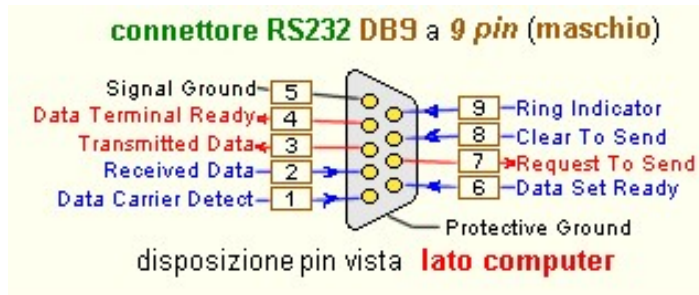 connettore RS232 DB9 a 9 pin (maschio)
Signal Ground 5
Data Terminal Ready 4
Transmitted Data 3
Received Data 2
Data Carrier Detect 1
9 Ring Indicator
8 Clear To Send
7 Request To Send
6 Data Set Ready
Protective Ground
disposizione pin vista lato computer